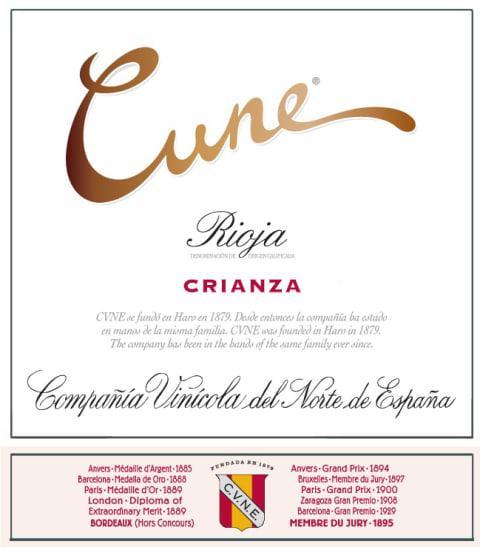 Cune®
Rioja
DENOMINACIÓN DE ORIGEN CALIFICADA
CRIANZA
CVNE se fundó en Haro en 1879. Desde entonces la compañía ha estado
en manos de la misma familia. CVNE was founded in Haro in 1879.
The company has been in the hands of the same family ever since.
Compañía Vinícola del Norte de España
Anvers·Médaille d'Argent·1885
Barcelona·Medalla de Oro·1888
Paris·Médaille d'Or·1889
London·Diploma of
Extraordinary Merit·1889
BORDEAUX (Hors Concours)
FUNDADA EN 1879
C.V.N.E.
Anvers·Grand Prix·1894
Bruxelles·Membre du Jury·1897
Paris·Grand Prix·1900
Zaragoza Gran Premio·1908
Barcelona·Gran Premio·1929
MEMBRE DU JURY·1895